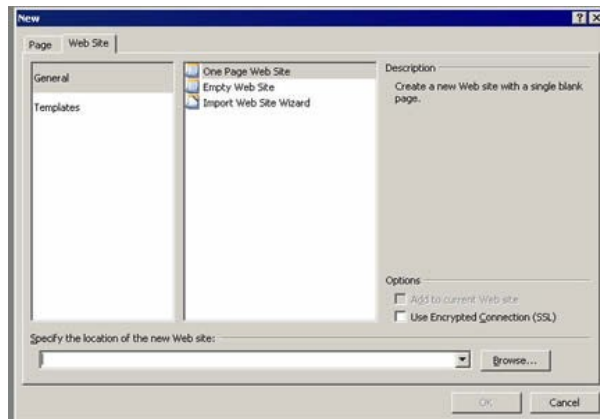 New
Page Web Site
General
Templates
One Page Web Site
Empty Web Site
Import Web Site Wizard
Description
Create a new Web site with a single blank
page.
Options
Add to current Web site
Use Encrypted Connection (SSL)
Specify the location of the new Web site:
Browse...
OK Cancel